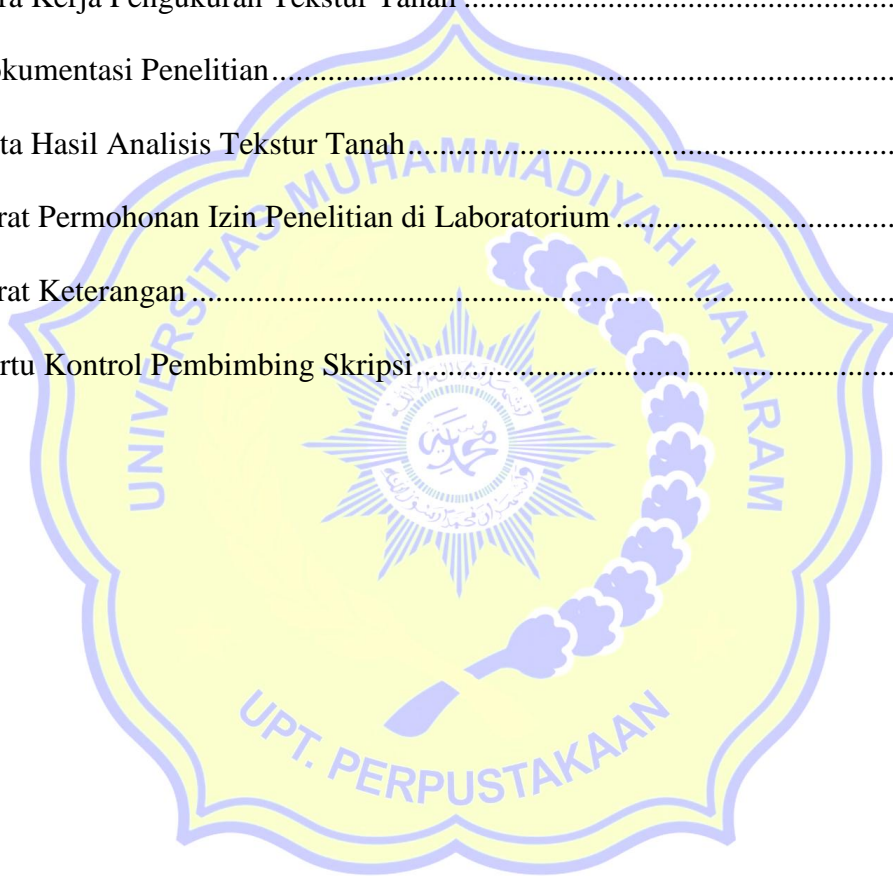 ra Kerja Pengukuran Tekstur Tanah
okumentasi Penelitian
ta Hasil Analisis Tekstur Tanah
rat Permohonan Izin Penelitian di Laboratorium
rat Keterangan
rtu Kontrol Pembimbing Skripsi
UNIVERSITAS MUHAMMADIYAH MATARAM
UPT. PERPUSTAKAAN